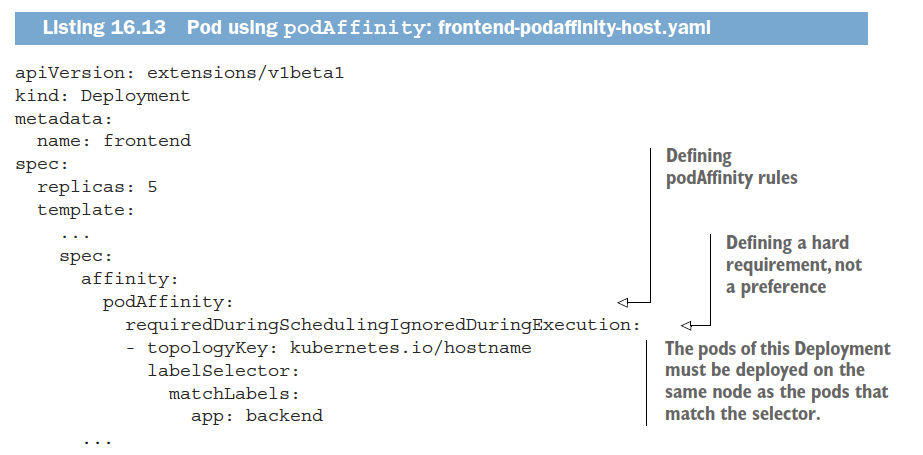 Listing 16.13 Pod using podAffinity: frontend-podaffinity-host.yaml
apiVersion: extensions/v1beta1
kind: Deployment
metadata:
  name: frontend
spec:
  replicas: 5
  template:
    ...
    spec:
      affinity:
        podAffinity:
          requiredDuringSchedulingIgnoredDuringExecution:
          - topologyKey: kubernetes.io/hostname
            labelSelector:
              matchLabels:
                app: backend
      ...
Defining
podAffinity rules
Defining a hard
requirement, not
a preference
The pods of this Deployment
must be deployed on the
same node as the pods that
match the selector.